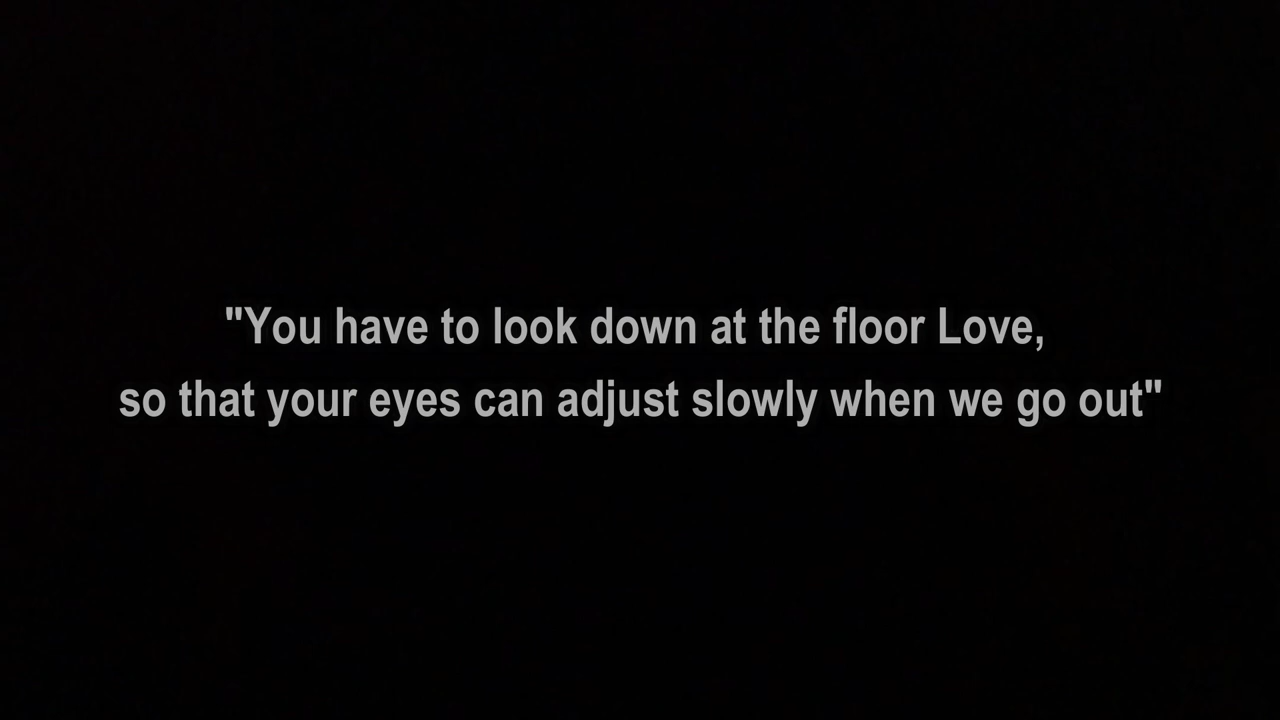 "You have to look down at the floor Love,
so that your eyes can adjust slowly when we go out"